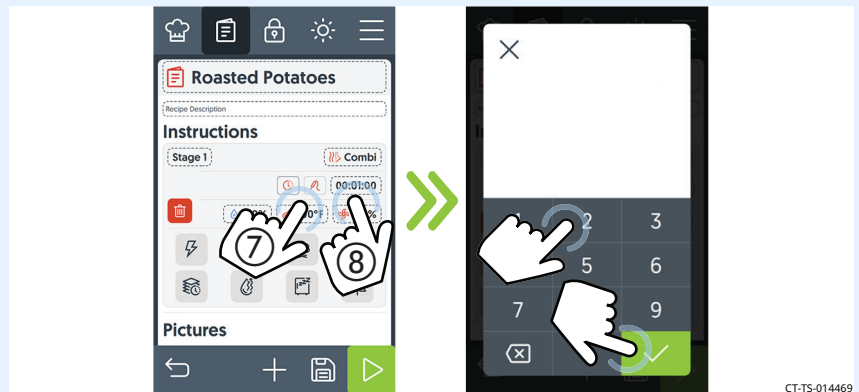 Roasted Potatoes
Recipe Description
Instructions
Stage 1
Combi
00:01:00
7
8
Pictures
2
3
5
6
7
9
CT-TS-014469